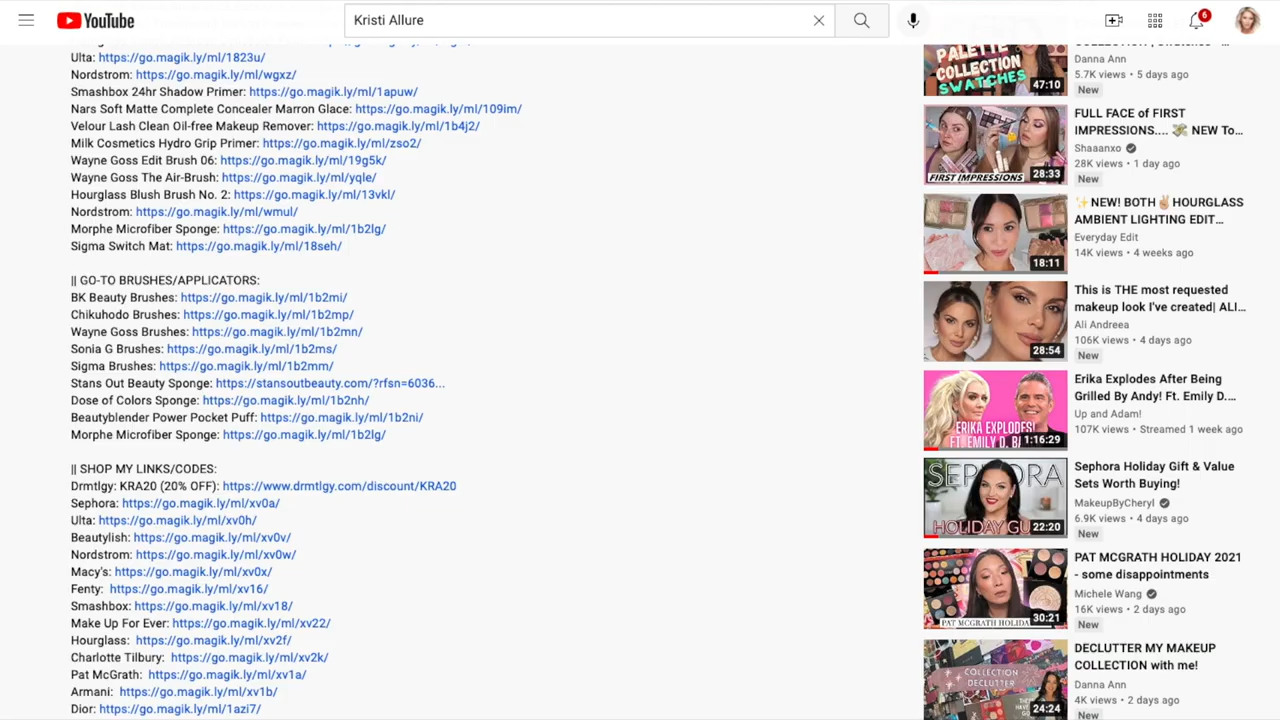 YouTube
Kristi Allure
6
Ulta: https://go.magik.ly/ml/1823u/
Nordstrom: https://go.magik.ly/ml/wgxz/
Smashbox 24hr Shadow Primer: https://go.magik.ly/ml/1apuw/
Nars Soft Matte Complete Concealer Marron Glace: https://go.magik.ly/ml/109im/
Velour Lash Clean Oil-free Makeup Remover: https://go.magik.ly/ml/1b4j2/
Milk Cosmetics Hydro Grip Primer: https://go.magik.ly/ml/zso2/
Wayne Goss Edit Brush 06: https://go.magik.ly/ml/19g5k/
Wayne Goss The Air-Brush: https://go.magik.ly/ml/yqle/
Hourglass Blush Brush No. 2: https://go.magik.ly/ml/13vkl/
Nordstrom: https://go.magik.ly/ml/wmul/
Morphe Microfiber Sponge: https://go.magik.ly/ml/1b2lg/
Sigma Switch Mat: https://go.magik.ly/ml/18seh/
|| GO-TO BRUSHES/APPLICATORS:
BK Beauty Brushes: https://go.magik.ly/ml/1b2mi/
Chikuhodo Brushes: https://go.magik.ly/ml/1b2mp/
Wayne Goss Brushes: https://go.magik.ly/ml/1b2mn/
Sonia G Brushes: https://go.magik.ly/ml/1b2ms/
Sigma Brushes: https://go.magik.ly/ml/1b2mm/
Stans Out Beauty Sponge: https://stansoutbeauty.com/?rfsn=6036...
Dose of Colors Sponge: https://go.magik.ly/ml/1b2nh/
Beautyblender Power Pocket Puff: https://go.magik.ly/ml/1b2ni/
Morphe Microfiber Sponge: https://go.magik.ly/ml/1b2lg/
|| SHOP MY LINKS/CODES:
Drmtlgy: KRA20 (20% OFF): https://www.drmtlgy.com/discount/KRA20
Sephora: https://go.magik.ly/ml/xv0a/
Ulta: https://go.magik.ly/ml/xv0h/
Beautylish: https://go.magik.ly/ml/xv0v/
Nordstrom: https://go.magik.ly/ml/xv0w/
Macy's: https://go.magik.ly/ml/xv0x/
Fenty: https://go.magik.ly/ml/xv16/
Smashbox: https://go.magik.ly/ml/xv18/
Make Up For Ever: https://go.magik.ly/ml/xv22/
Hourglass: https://go.magik.ly/ml/xv2f/
Charlotte Tilbury: https://go.magik.ly/ml/xv2k/
Pat McGrath: https://go.magik.ly/ml/xv1a/
Armani: https://go.magik.ly/ml/xv1b/
Dior: https://go.magik.ly/ml/1azi7/
PALETTE
COLLECTION
SWATCHES
47:10
Danna Ann
5.7K views • 5 days ago
New
FIRST IMPRESSIONS
28:33
FULL FACE of FIRST
IMPRESSIONS.... 💸 NEW To...
Shaaanxo
28K views • 1 day ago
New
18:11
✨NEW! BOTH✌🏼HOURGLASS
AMBIENT LIGHTING EDIT...
Everyday Edit
14K views • 4 weeks ago
28:54
This is THE most requested
makeup look I've created| ALI...
Ali Andreea
106K views • 4 days ago
New
ERIKA EXPLODES!
FT. EMILY D.
1:16:29
Erika Explodes After Being
Grilled By Andy! Ft. Emily D....
Up and Adam!
107K views • Streamed 1 week ago
SEPHORA
HOLIDAY GU
22:20
Sephora Holiday Gift & Value
Sets Worth Buying!
MakeupByCheryl
6.9K views • 4 days ago
New
PAT MCGRATH HOLIDA
30:21
PAT MCGRATH HOLIDAY 2021
- some disappointments
Michele Wang
16K views • 2 days ago
New
COLLECTION
DECLUTTER
24:24
DECLUTTER MY MAKEUP
COLLECTION with me!
Danna Ann
4K views • 2 days ago
New